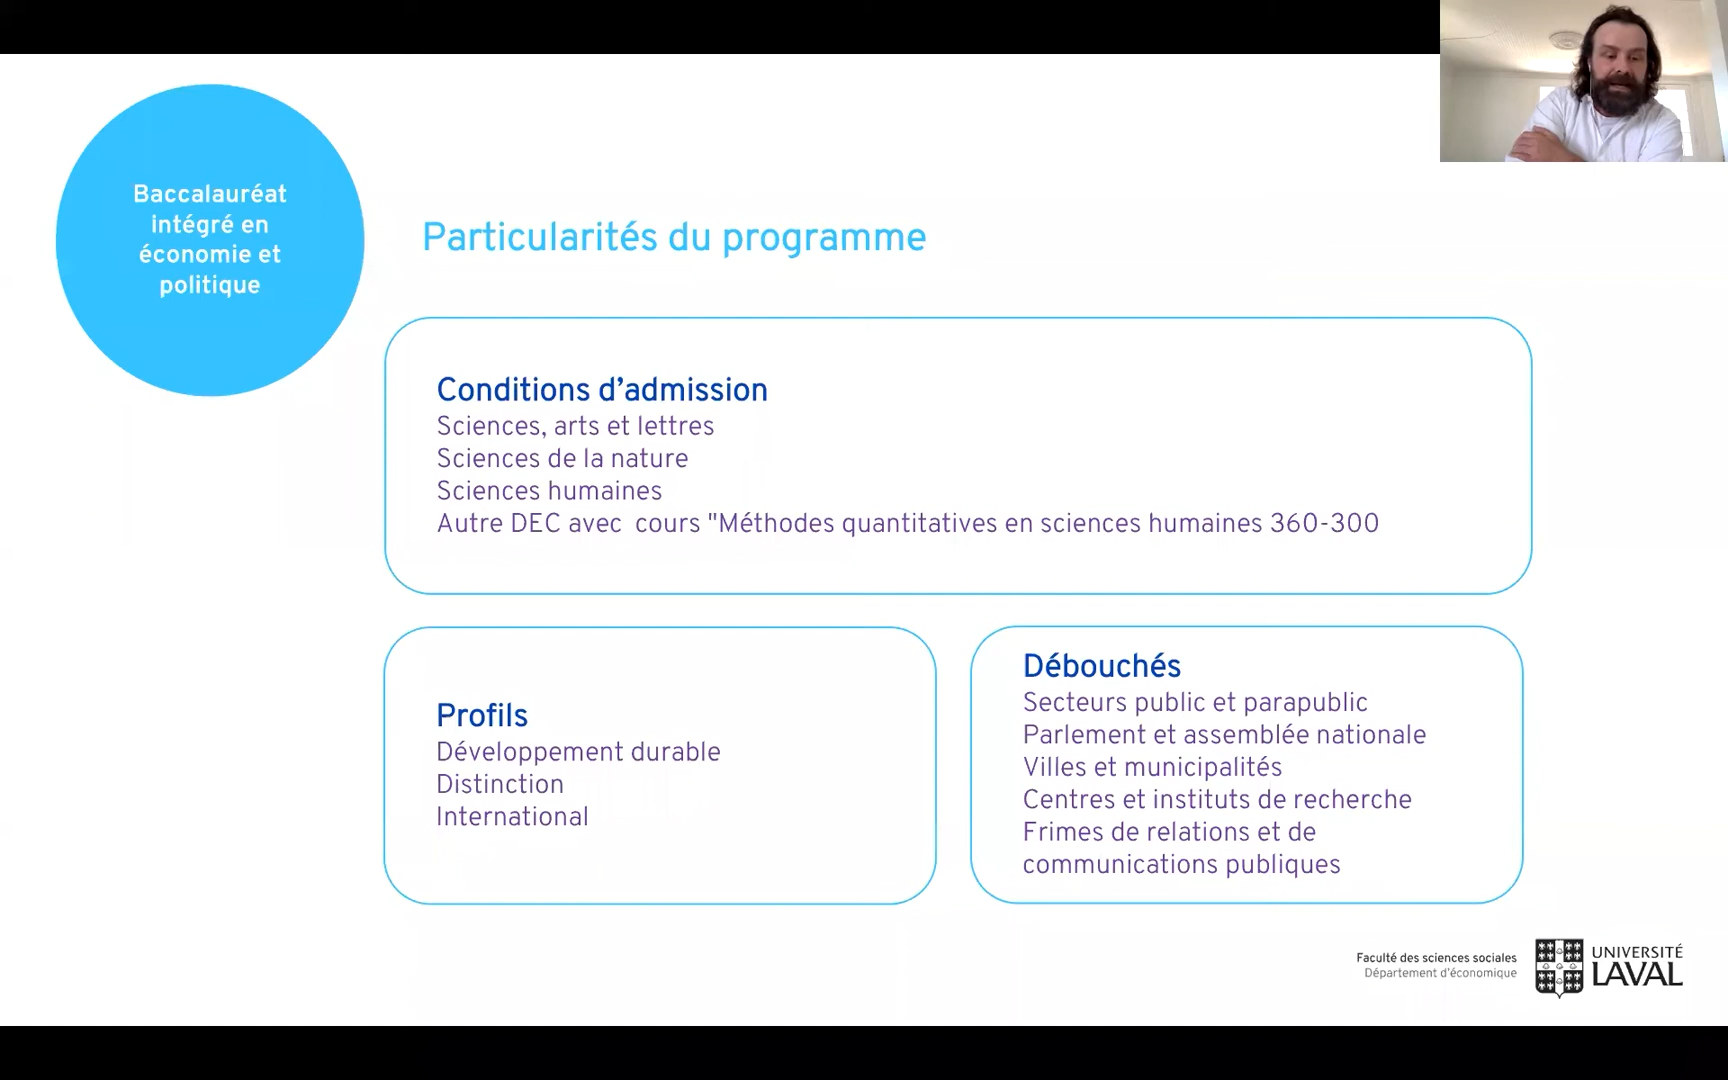 Baccalauréat
intégré en
économie et
politique
Particularités du programme
Conditions d’admission
Sciences, arts et lettres
Sciences de la nature
Sciences humaines
Autre DEC avec  cours "Méthodes quantitatives en sciences humaines 360-300
Profils
Développement durable
Distinction
International
Débouchés
Secteurs public et parapublic
Parlement et assemblée nationale
Villes et municipalités
Centres et instituts de recherche
Frimes de relations et de
communications publiques
Faculté des sciences sociales
Département d'économique
UNIVERSITÉ
LAVAL